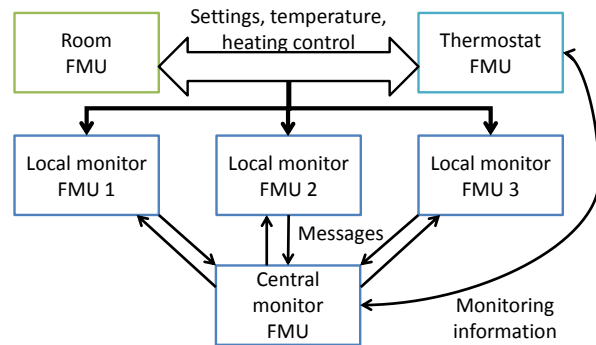 Settings, temperature,
heating control
Room
FMU
Thermostat
FMU
Local monitor
FMU 1
Local monitor
FMU 2
Local monitor
FMU 3
Messages
Central
monitor
FMU
Monitoring
information